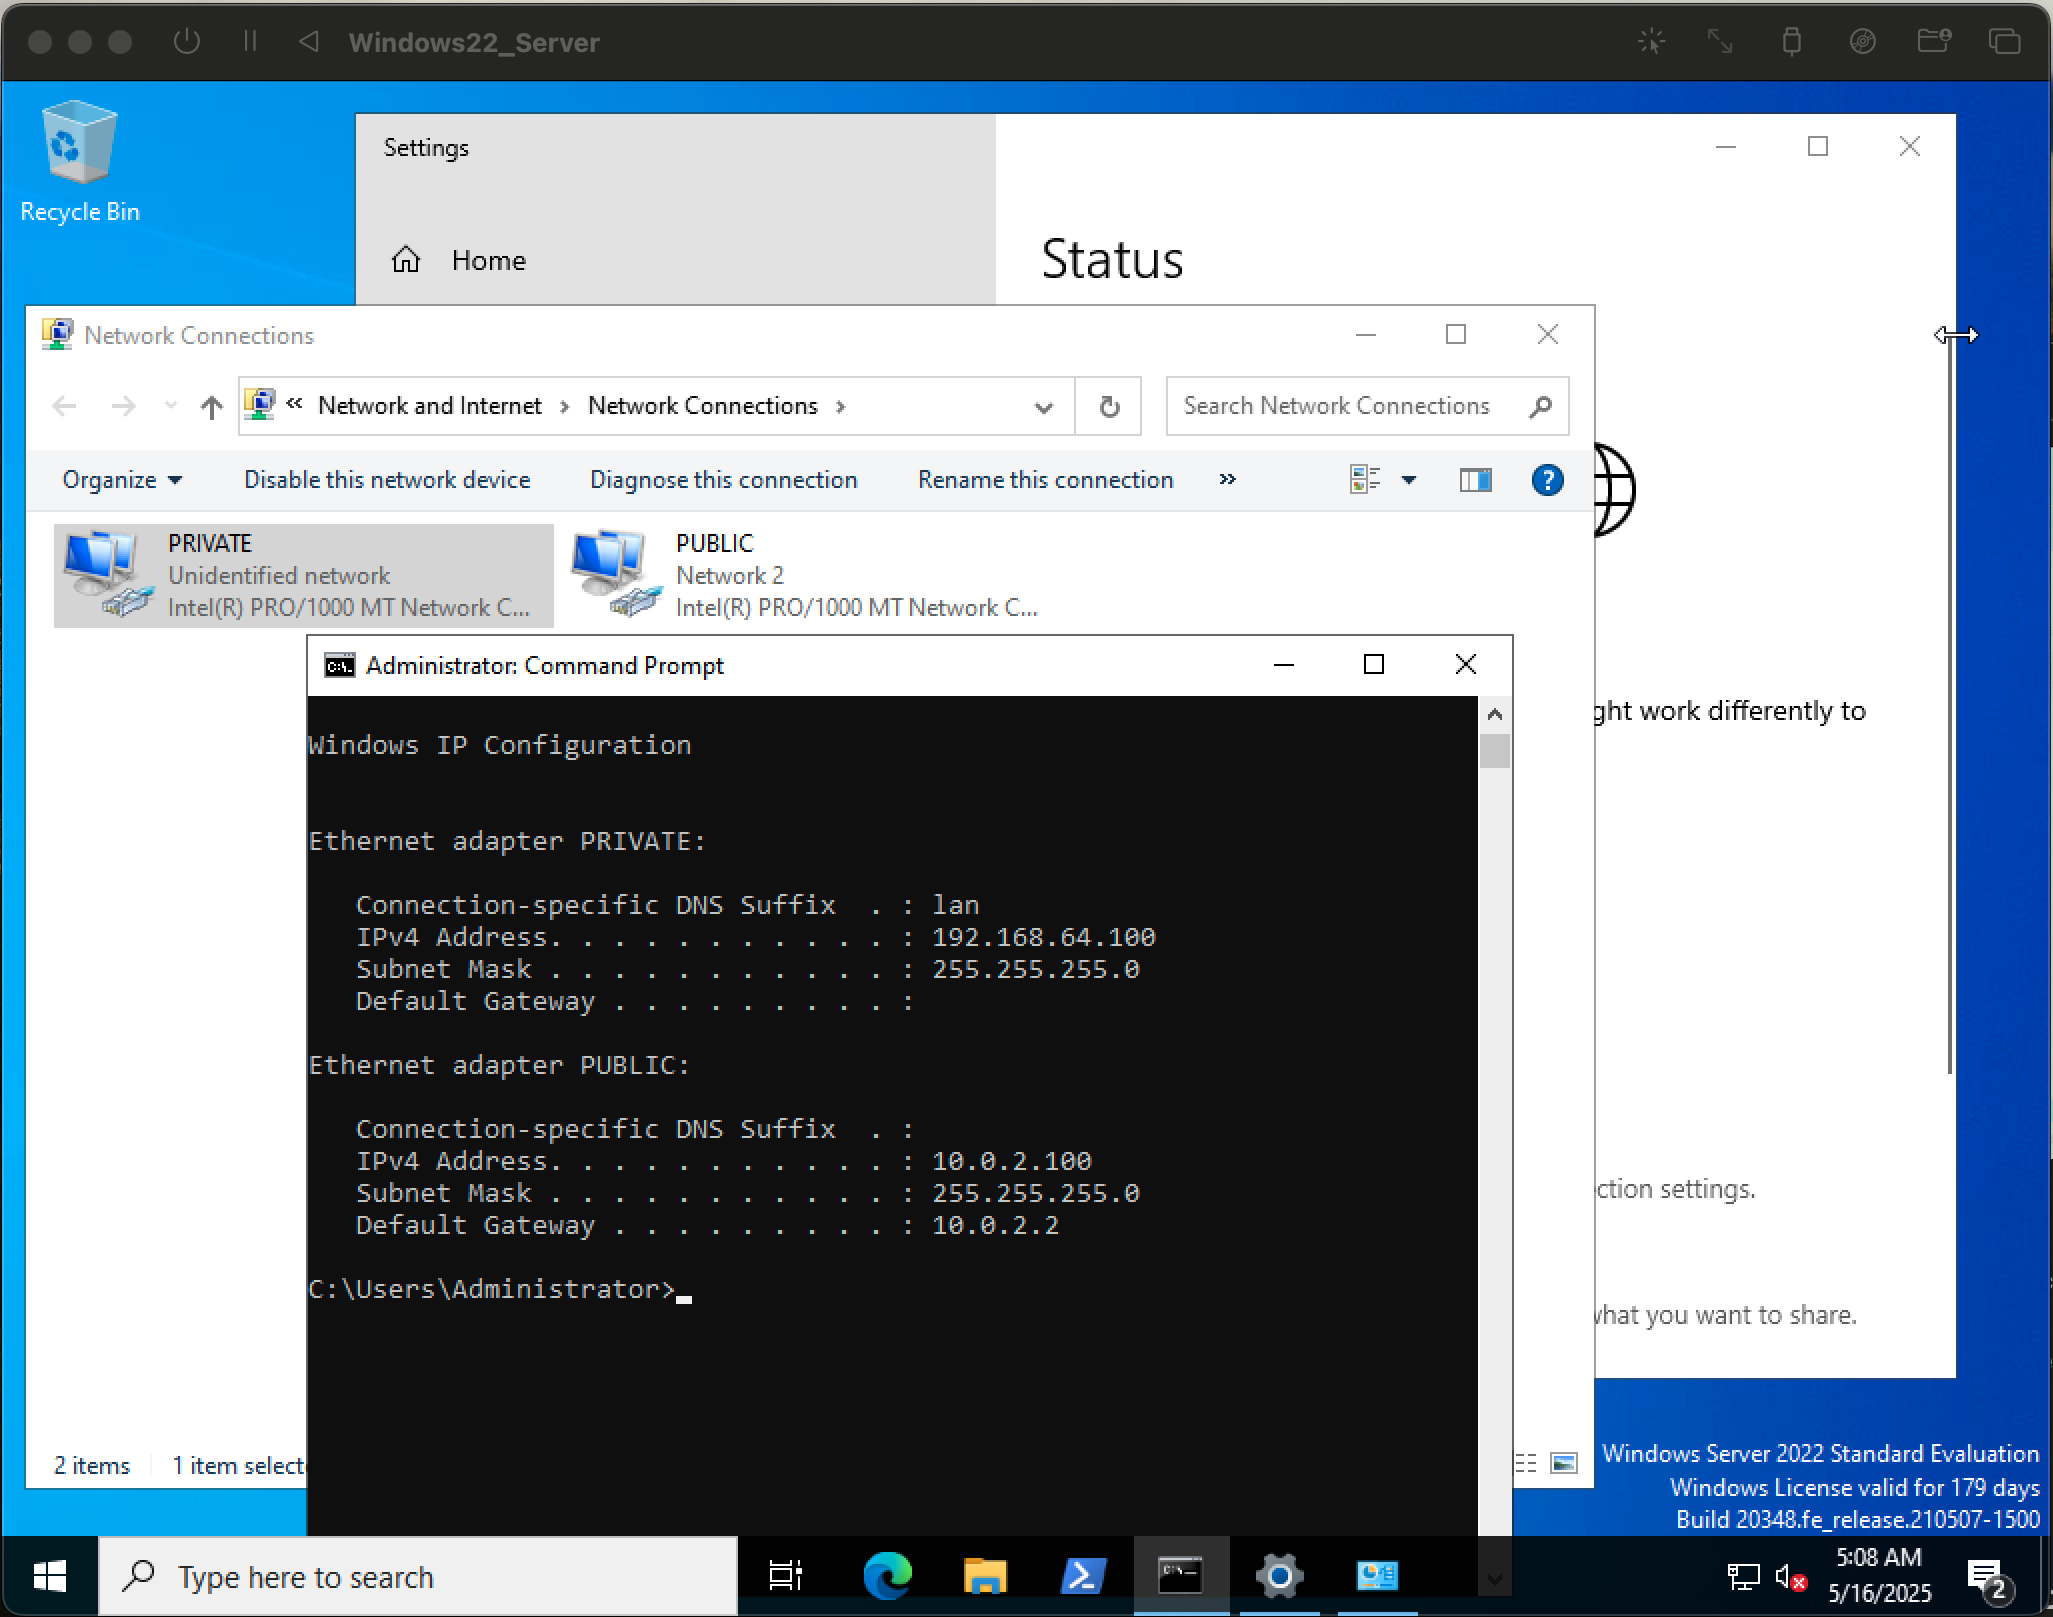 Windows22_Server
Recycle Bin
Settings
Home
Status
Network Connections
« Network and Internet › Network Connections ›
Search Network Connections
Organize
Disable this network device
Diagnose this connection
Rename this connection
»
PRIVATE
Unidentified network
Intel(R) PRO/1000 MT Network C...
PUBLIC
Network 2
Intel(R) PRO/1000 MT Network C...
Administrator: Command Prompt
Windows IP Configuration
Ethernet adapter PRIVATE:
Connection-specific DNS Suffix . : lan
IPv4 Address. . . . . . . . . . . : 192.168.64.100
Subnet Mask . . . . . . . . . . . : 255.255.255.0
Default Gateway . . . . . . . . . :
Ethernet adapter PUBLIC:
Connection-specific DNS Suffix . :
IPv4 Address. . . . . . . . . . . : 10.0.2.100
Subnet Mask . . . . . . . . . . . : 255.255.255.0
Default Gateway . . . . . . . . . : 10.0.2.2
C:\Users\Administrator>
ght work differently to
ction settings.
what you want to share.
2 items
1 item select
Windows Server 2022 Standard Evaluation
Windows License valid for 179 days
Build 20348.fe_release.210507-1500
Type here to search
5:08 AM
5/16/2025
2